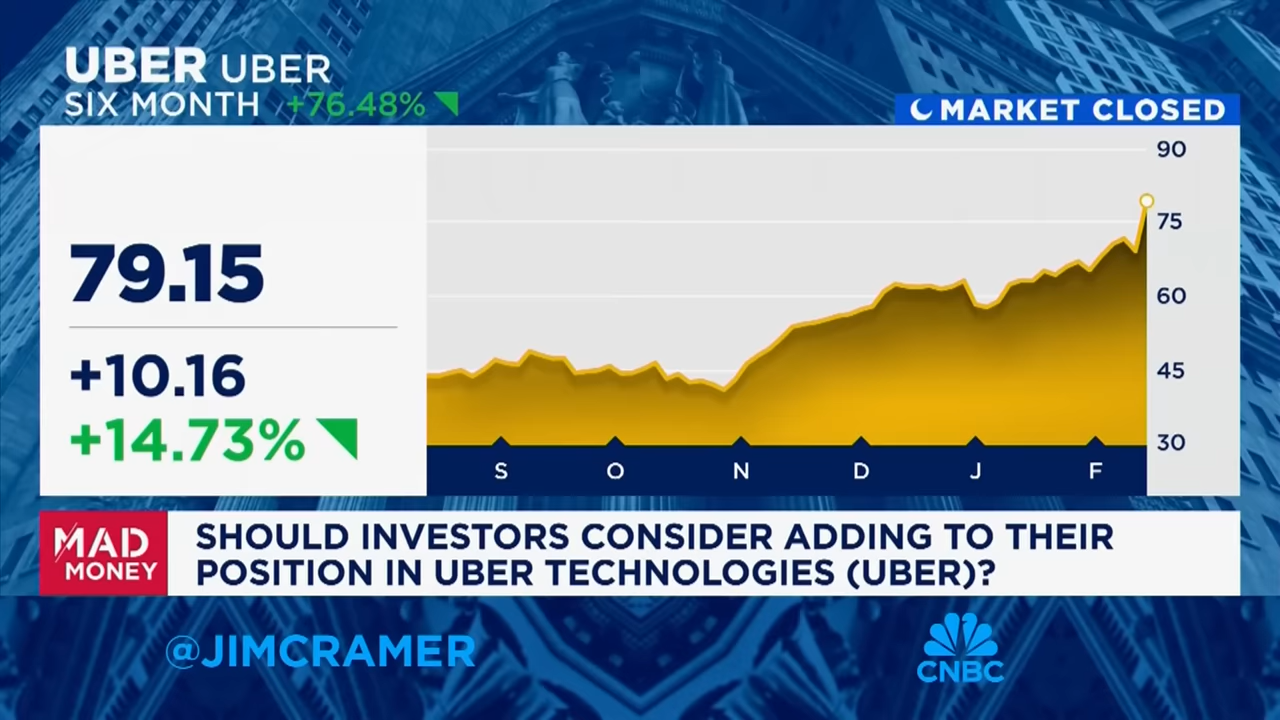 UBER UBER
SIX MONTH +76.48%
MARKET CLOSED
79.15
+10.16
+14.73%
90
75
60
45
30
S O N D J F
MAD
MONEY
SHOULD INVESTORS CONSIDER ADDING TO THEIR
POSITION IN UBER TECHNOLOGIES (UBER)?
@JIMCRAMER
CNBC